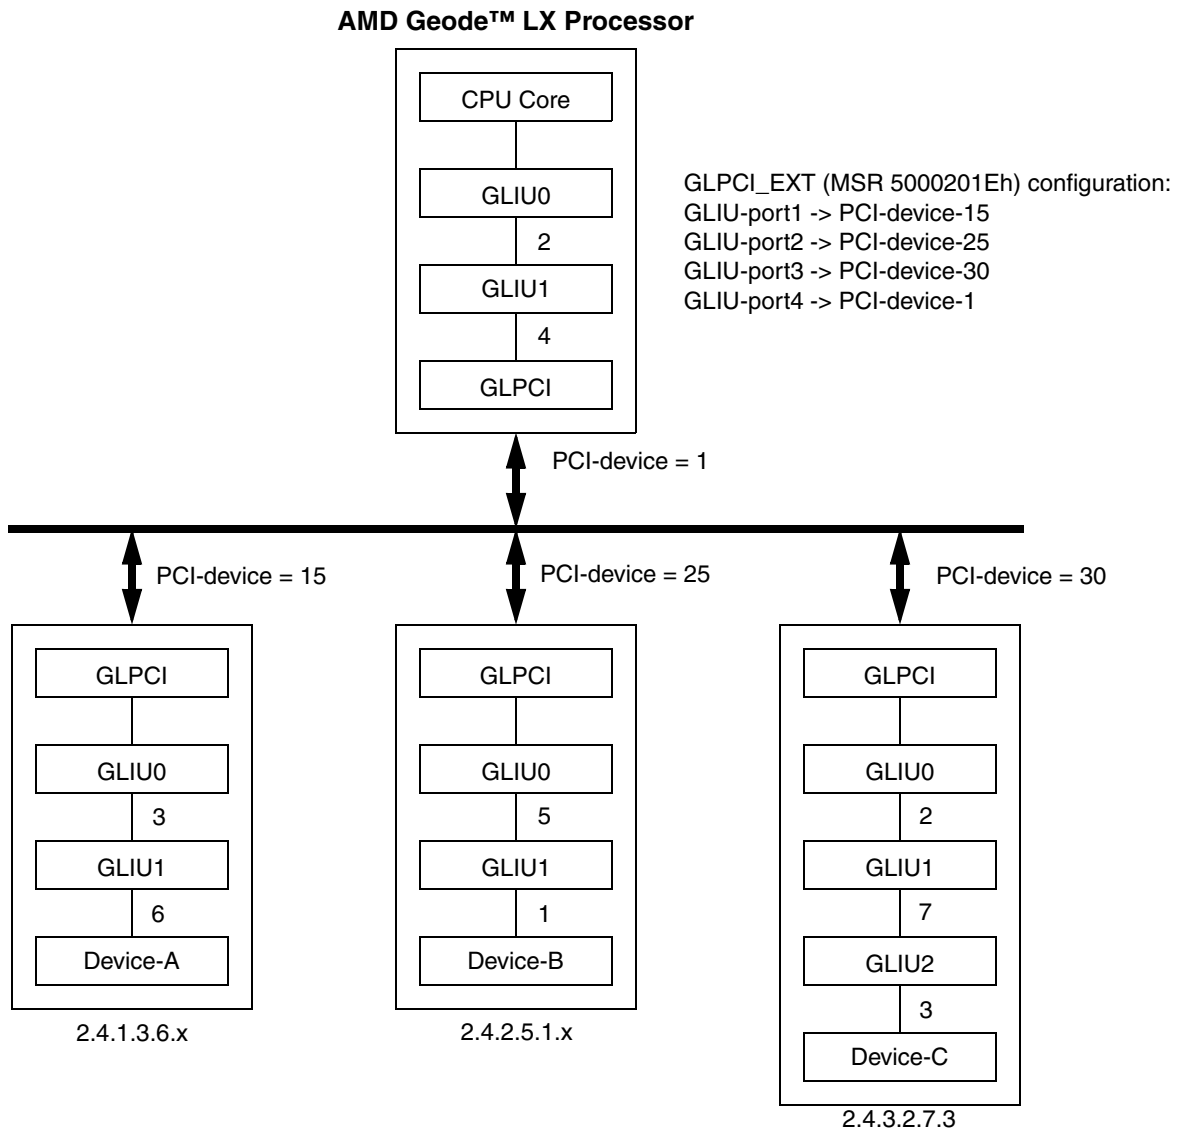 AMD Geode™ LX Processor
CPU Core
GLIU0
2
GLIU1
4
GLPCI
GLPCI_EXT (MSR 5000201Eh) configuration:
GLIU-port1 -> PCI-device-15
GLIU-port2 -> PCI-device-25
GLIU-port3 -> PCI-device-30
GLIU-port4 -> PCI-device-1
PCI-device = 1
PCI-device = 15
GLPCI
GLIU0
3
GLIU1
6
Device-A
2.4.1.3.6.x
PCI-device = 25
GLPCI
GLIU0
5
GLIU1
1
Device-B
2.4.2.5.1.x
PCI-device = 30
GLPCI
GLIU0
2
GLIU1
7
GLIU2
3
Device-C
2.4.3.2.7.3